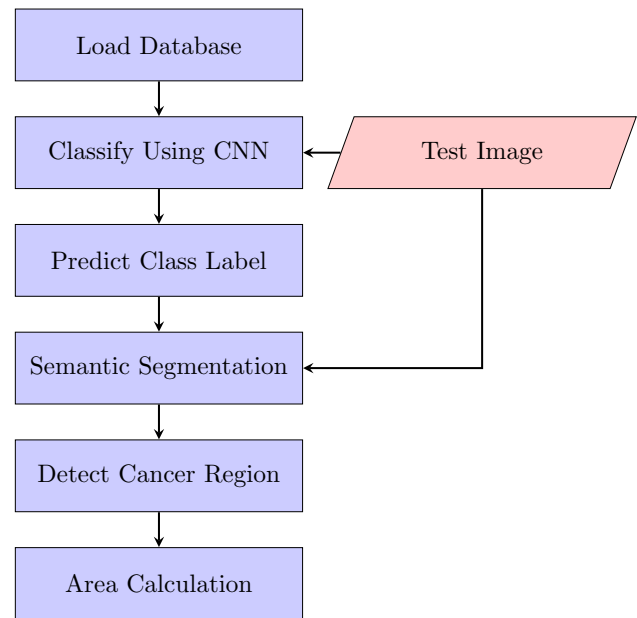 Load Database
Classify Using CNN
Test Image
Predict Class Label
Semantic Segmentation
Detect Cancer Region
Area Calculation